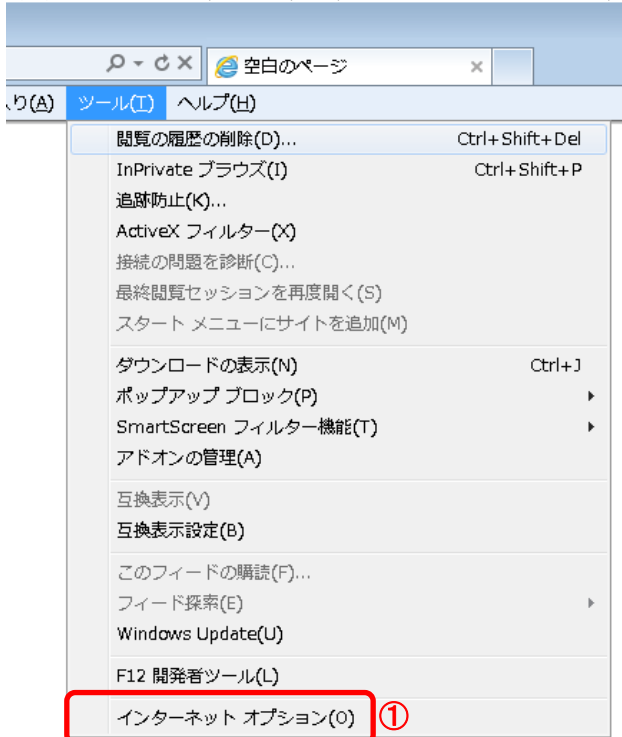 空白のページ
り(A) ツール(T) ヘルプ(H)
閲覧の履歴の削除(D)... Ctrl+Shift+Del
InPrivate ブラウズ(I) Ctrl+Shift+P
追跡防止(K)...
ActiveX フィルター(X)
接続の問題を診断(C)...
最終閲覧セッションを再度開く(S)
スタート メニューにサイトを追加(M)
ダウンロードの表示(N) Ctrl+J
ポップアップ ブロック(P)
SmartScreen フィルター機能(T)
アドオンの管理(A)
互換表示(V)
互換表示設定(B)
このフィードの購読(F)...
フィード探索(E)
Windows Update(U)
F12 開発者ツール(L)
インターネット オプション(O) ①